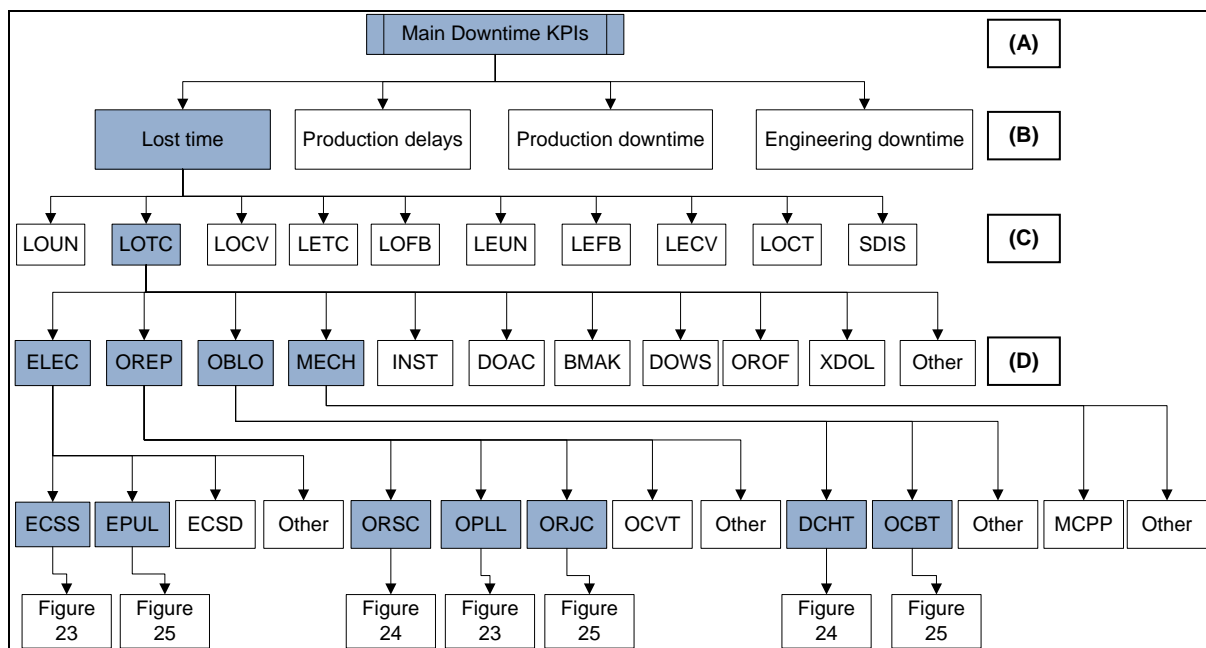 Main Downtime KPIs
(A)
Lost time
Production delays
Production downtime
Engineering downtime
(B)
LOUN
LOTC
LOCV
LETC
LOFB
LEUN
LEFB
LECV
LOCT
SDIS
(C)
ELEC
OREP
OBLO
MECH
INST
DOAC
BMAK
DOWS
OROF
XDOL
Other
(D)
ECSS
EPUL
ECSD
Other
ORSC
OPLL
ORJC
OCVT
Other
DCHT
OCBT
Other
MCPP
Other
Figure
23
Figure
25
Figure
24
Figure
23
Figure
25
Figure
24
Figure
25